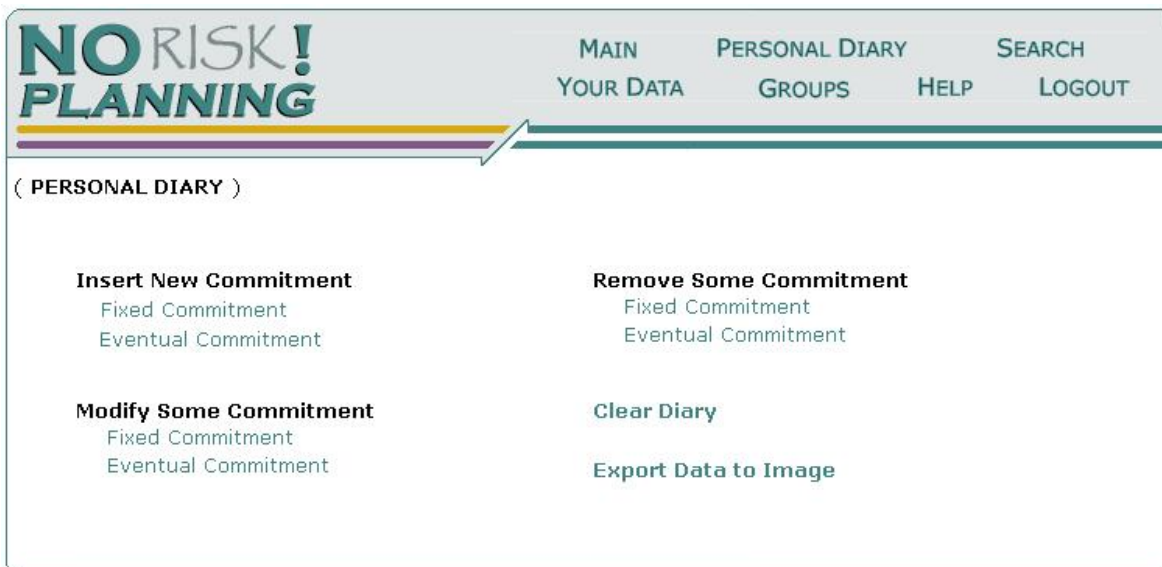 NO RISK!
PLANNING
MAIN PERSONAL DIARY SEARCH
YOUR DATA GROUPS HELP LOGOUT
( PERSONAL DIARY )
Insert New Commitment
Fixed Commitment
Eventual Commitment
Remove Some Commitment
Fixed Commitment
Eventual Commitment
Modify Some Commitment
Fixed Commitment
Eventual Commitment
Clear Diary
Export Data to Image